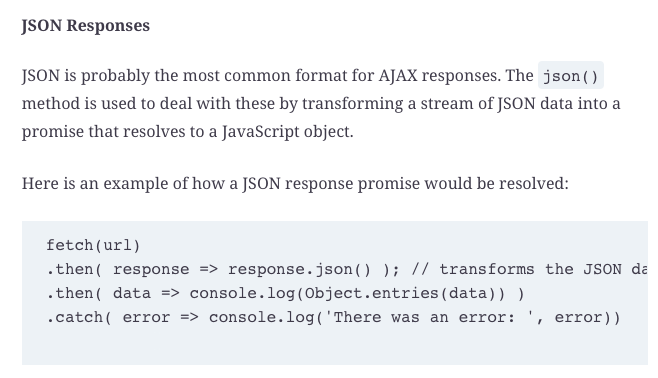 JSON Responses
JSON is probably the most common format for AJAX responses. The json()
method is used to deal with these by transforming a stream of JSON data into a
promise that resolves to a JavaScript object.
Here is an example of how a JSON response promise would be resolved:
fetch(url)
.then( response => response.json() ); // transforms the JSON da
.then( data => console.log(Object.entries(data)) )
.catch( error => console.log('There was an error: ', error))